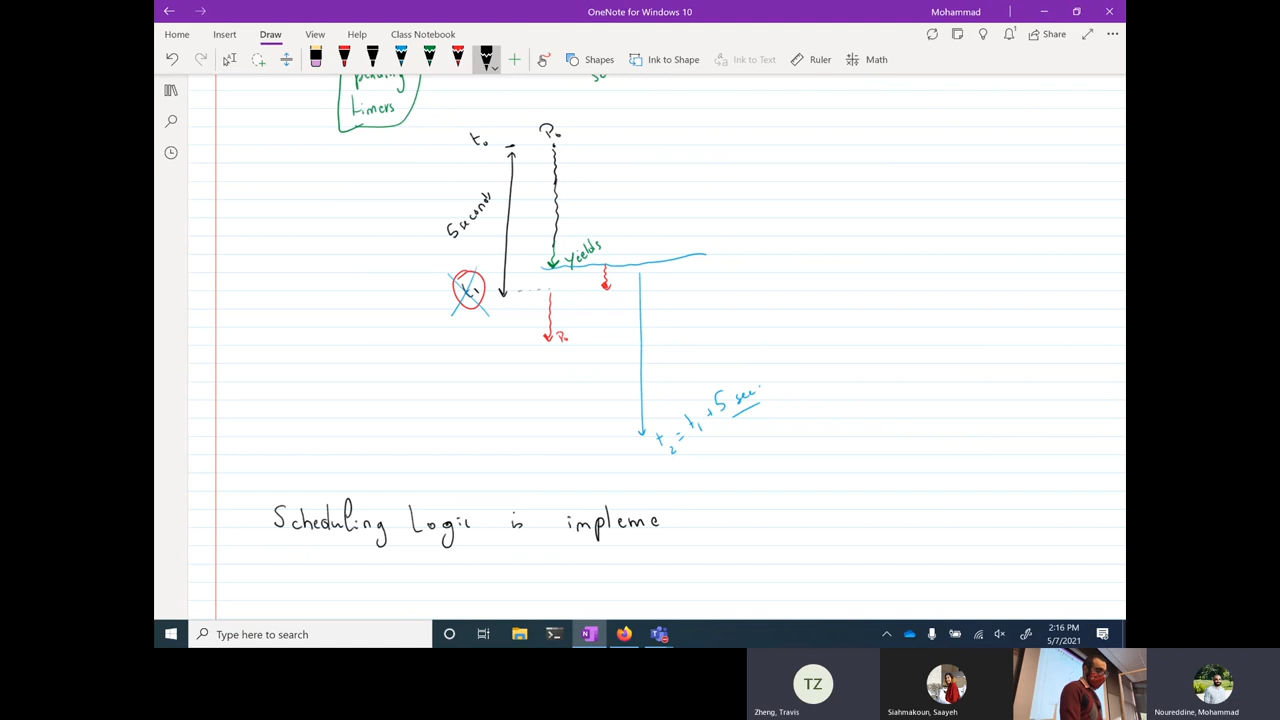 OneNote for Windows 10
Mohammad
Home Insert Draw View Help Class Notebook
Share
Shapes Ink to Shape Ink to Text Ruler Math
pending
timers
t₀ P₀
5 seconds
yields
t₁
P₀
t₂ = t₁ + 5 sec.
Scheduling Logic is impleme
Type here to search
2:16 PM
5/7/2021
TZ
Zheng, Travis
Siahmakoun, Saayeh
Noureddine, Mohammad